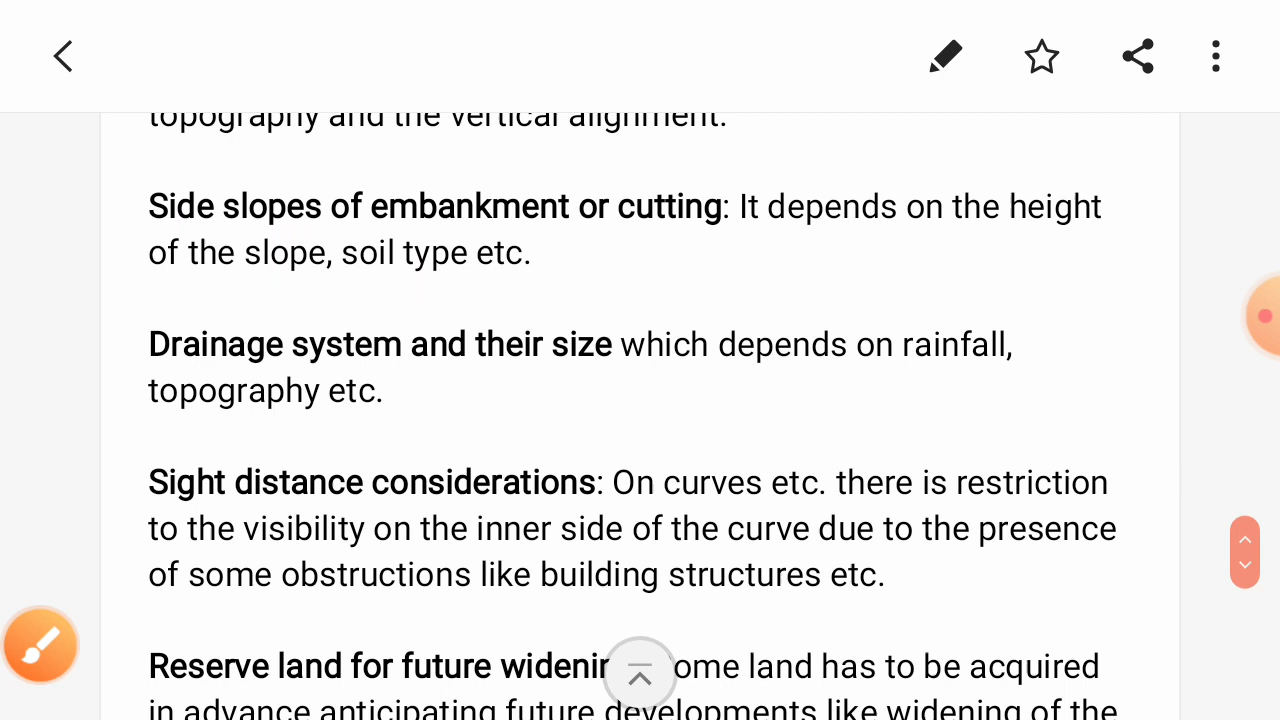 topography and the vertical alignment.
Side slopes of embankment or cutting: It depends on the height
of the slope, soil type etc.
Drainage system and their size which depends on rainfall,
topography etc.
Sight distance considerations: On curves etc. there is restriction
to the visibility on the inner side of the curve due to the presence
of some obstructions like building structures etc.
Reserve land for future land has to be acquired
in advance anticipating future developments like widening of the